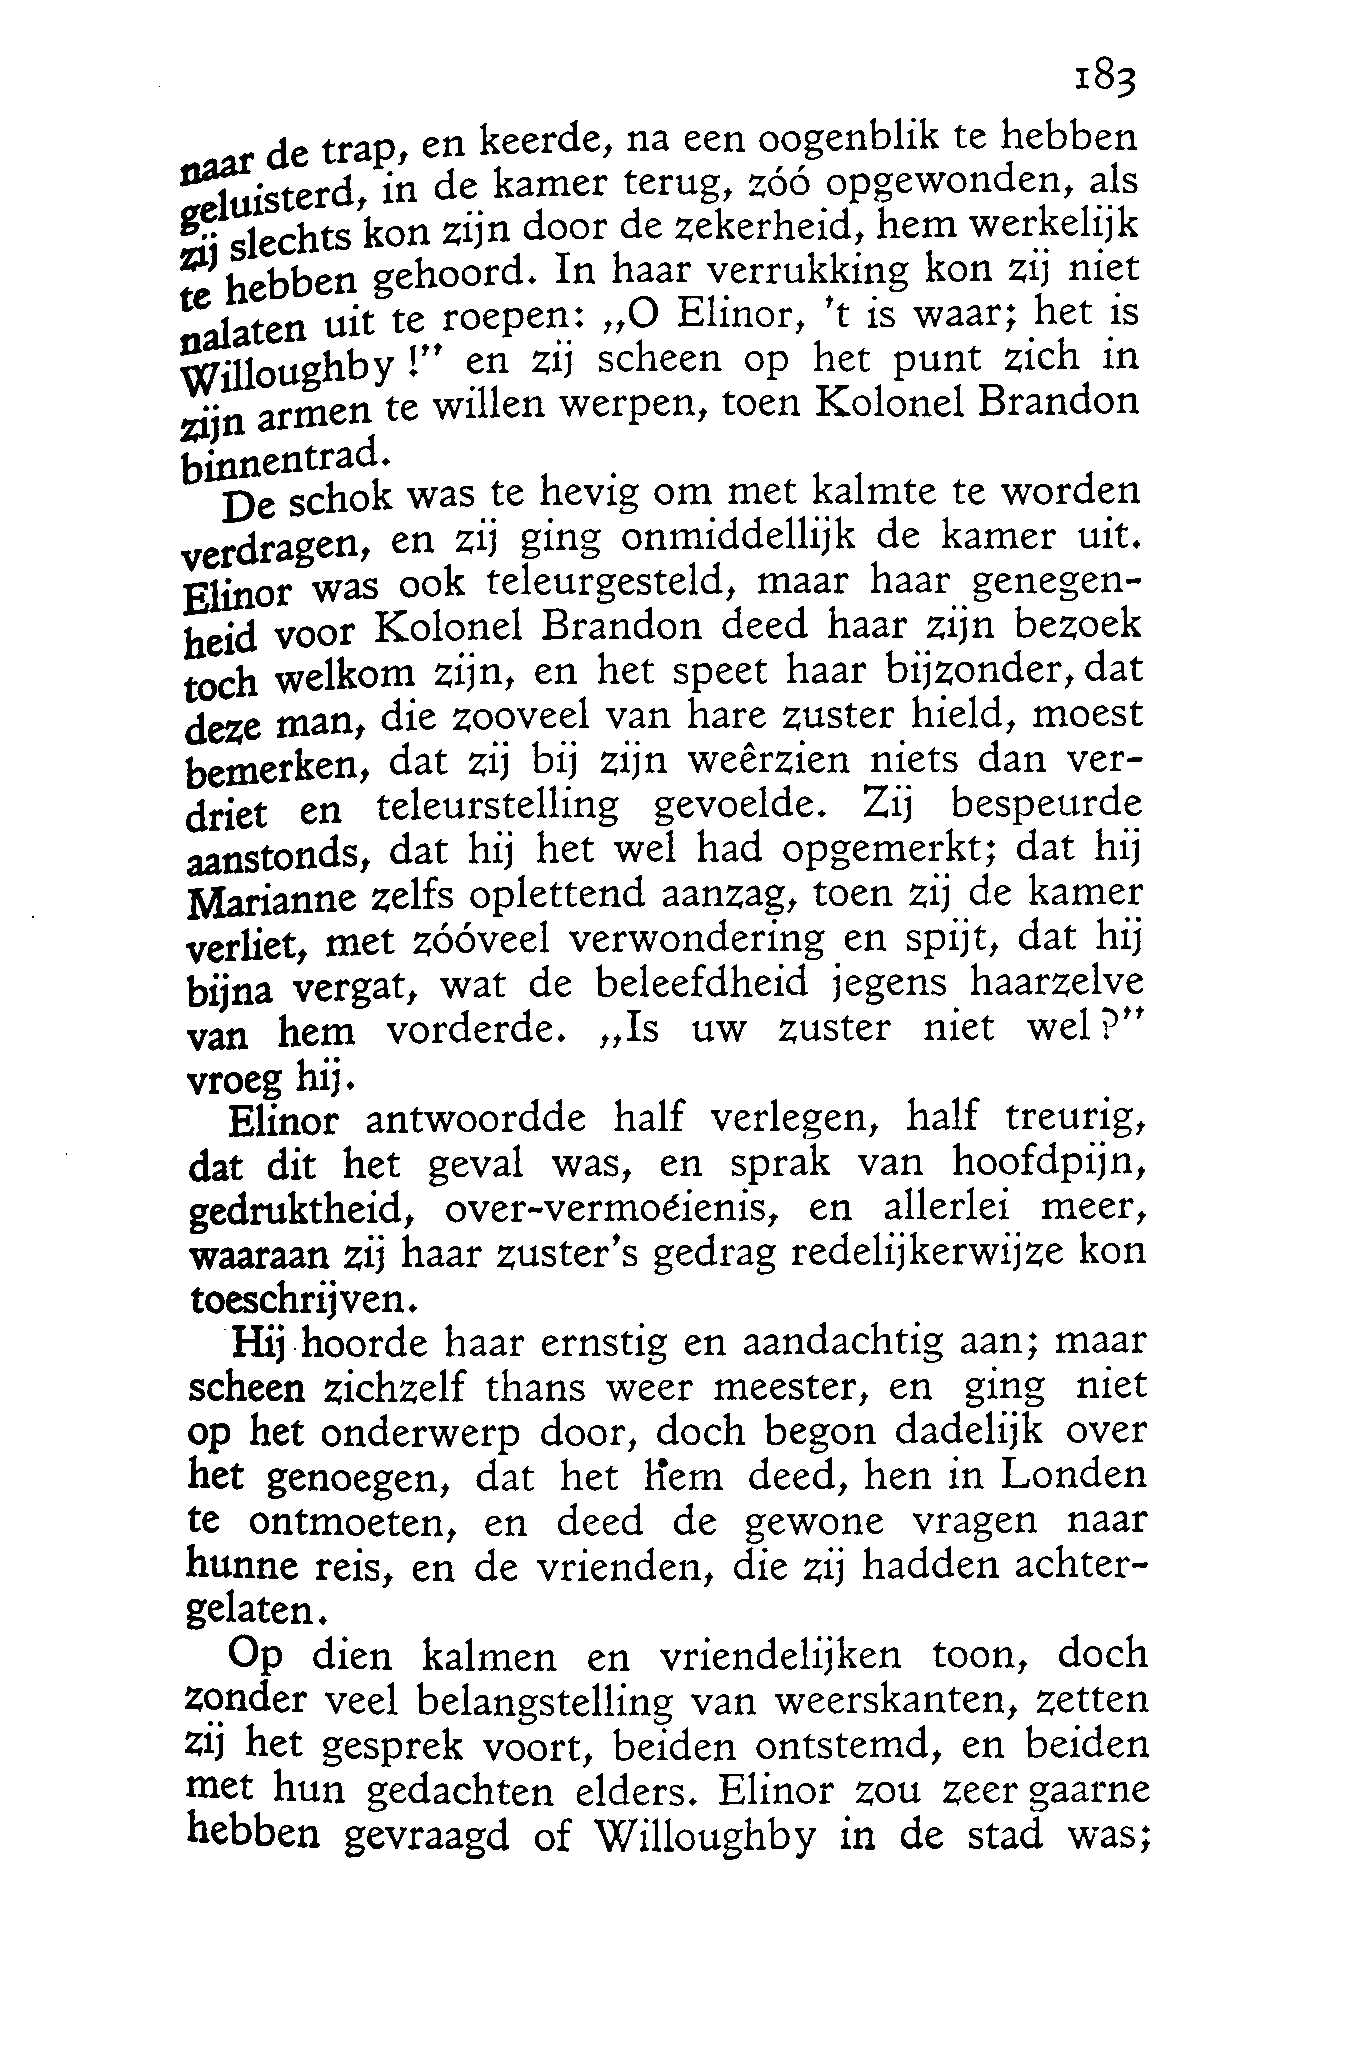 183
naar de trap, en keerde, na een oogenblik te hebben
geluisterd, in de kamer terug, zóó opgewonden, als
zij slechts kon zijn door de zekerheid, hem werkelijk
te hebben gehoord. In haar verrukking kon zij niet
nalaten uit te roepen: „O Elinor, 't is waar; het is
Willoughby!” en zij scheen op het punt zich in
zijn armen te willen werpen, toen Kolonel Brandon
binnentrad.
De schok was te hevig om met kalmte te worden
verdragen, en zij ging onmiddellijk de kamer uit.
Elinor was ook teleurgesteld, maar haar genegen-
heid voor Kolonel Brandon deed haar zijn bezoek
toch welkom zijn, en het speet haar bijzonder, dat
deze man, die zooveel van hare zuster hield, moest
bemerken, dat zij bij zijn weêrzien niets dan ver-
driet en teleurstelling gevoelde. Zij bespeurde
aanstonds, dat hij het wel had opgemerkt; dat hij
Marianne zelfs oplettend aanzag, toen zij de kamer
verliet, met zóóveel verwondering en spijt, dat hij
bijna vergat, wat de beleefdheid jegens haarzelve
van hem vorderde. „Is uw zuster niet wel?”
vroeg hij.
Elinor antwoordde half verlegen, half treurig,
dat dit het geval was, en sprak van hoofdpijn,
gedruktheid, over-vermoéienis, en allerlei meer,
waaraan zij haar zuster's gedrag redelijkerwijze kon
toeschrijven.
Hij hoorde haar ernstig en aandachtig aan; maar
scheen zichzelf thans weer meester, en ging niet
op het onderwerp door, doch begon dadelijk over
het genoegen, dat het hem deed, hen in Londen
te ontmoeten, en deed de gewone vragen naar
hunne reis, en de vrienden, die zij hadden achter-
gelaten.
Op dien kalmen en vriendelijken toon, doch
zonder veel belangstelling van weerskanten, zetten
zij het gesprek voort, beiden ontstemd, en beiden
met hun gedachten elders. Elinor zou zeer gaarne
hebben gevraagd of Willoughby in de stad was;